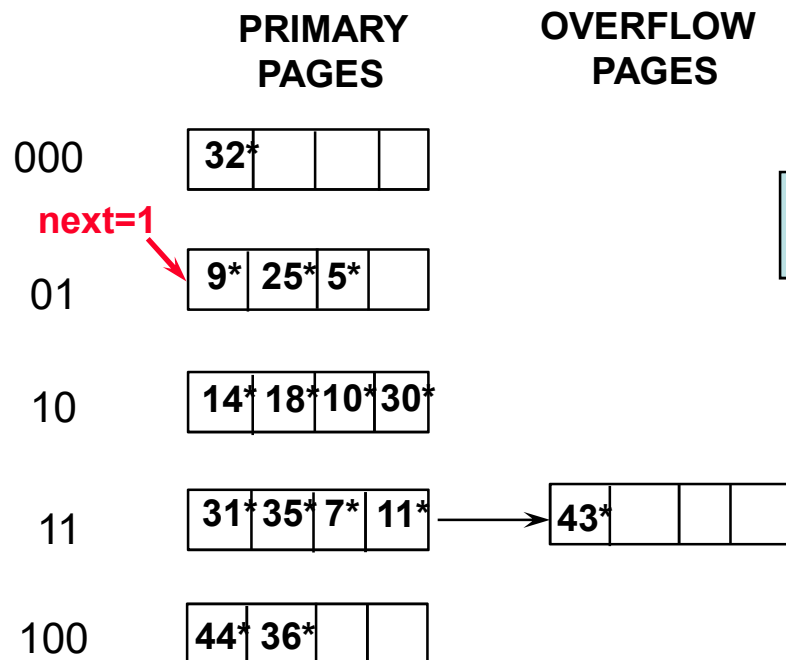 PRIMARY
PAGES
OVERFLOW
PAGES
000
32*
next=1
01
9* 25* 5*
10
14* 18* 10* 30*
11
31* 35* 7* 11*
43*
100
44* 36*